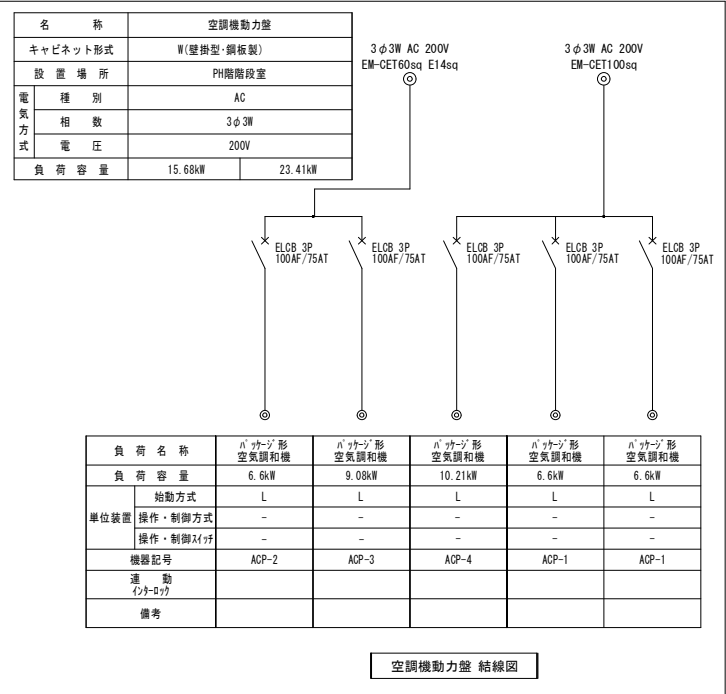 名 称 空調機動力盤
キャビネット形式 W(壁掛型・鋼板製)
設 置 場 所 PH階階段室
電気方式 種 別 AC
相 数 3φ3W
電 圧 200V
負 荷 容 量 15.68kW 23.41kW
3φ3W AC 200V
EM-CET60sq E14sq
3φ3W AC 200V
EM-CET100sq
ELCB 3P
100AF/75AT
ELCB 3P
100AF/75AT
ELCB 3P
100AF/75AT
ELCB 3P
100AF/75AT
ELCB 3P
100AF/75AT
負 荷 名 称 パッケージ形空気調和機 パッケージ形空気調和機 パッケージ形空気調和機 パッケージ形空気調和機 パッケージ形空気調和機
負 荷 容 量 6.6kW 9.08kW 10.21kW 6.6kW 6.6kW
単位装置 始動方式 L L L L L
操作・制御方式 - - - - -
操作・制御スイッチ - - - - -
機器記号 ACP-2 ACP-3 ACP-4 ACP-1 ACP-1
連 動
インターロック
備考
空調機動力盤 結線図